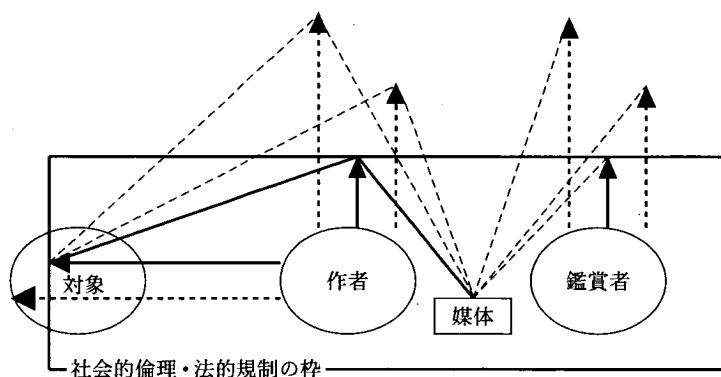 対象
作者
媒体
鑑賞者
社会的倫理・法的規制の枠